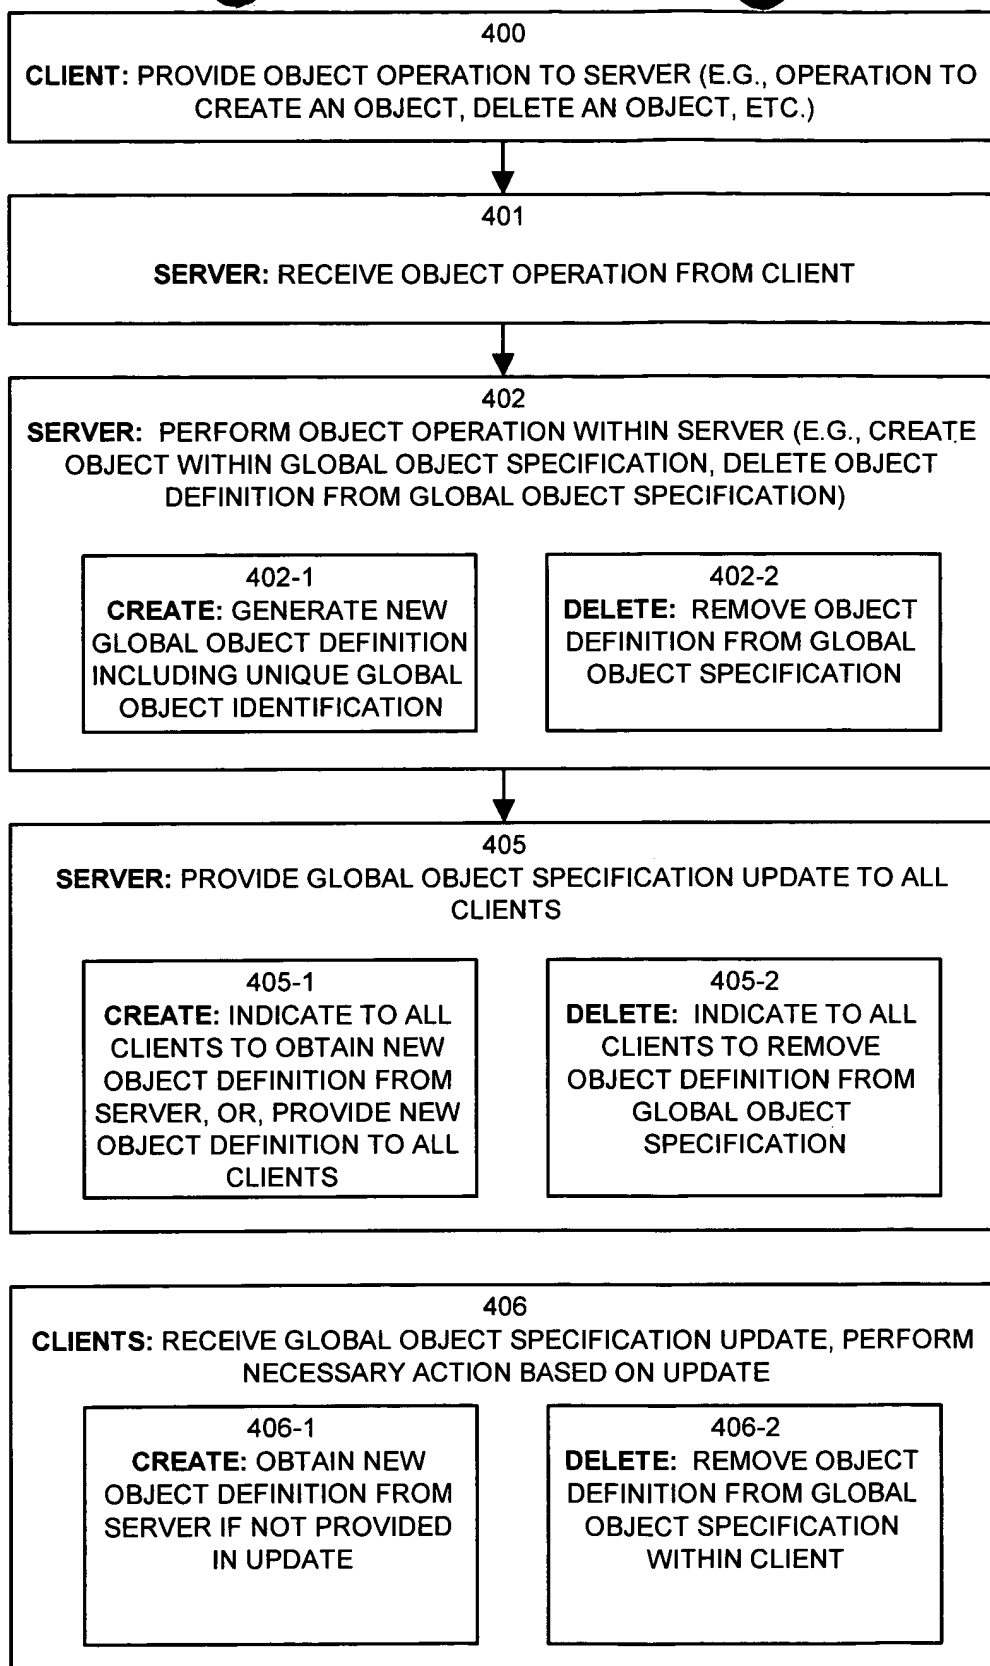 400
CLIENT: PROVIDE OBJECT OPERATION TO SERVER (E.G., OPERATION TO
CREATE AN OBJECT, DELETE AN OBJECT, ETC.)
401
SERVER: RECEIVE OBJECT OPERATION FROM CLIENT
402
SERVER: PERFORM OBJECT OPERATION WITHIN SERVER (E.G., CREATE
OBJECT WITHIN GLOBAL OBJECT SPECIFICATION, DELETE OBJECT
DEFINITION FROM GLOBAL OBJECT SPECIFICATION)
402-1
CREATE: GENERATE NEW
GLOBAL OBJECT DEFINITION
INCLUDING UNIQUE GLOBAL
OBJECT IDENTIFICATION
402-2
DELETE: REMOVE OBJECT
DEFINITION FROM GLOBAL
OBJECT SPECIFICATION
405
SERVER: PROVIDE GLOBAL OBJECT SPECIFICATION UPDATE TO ALL
CLIENTS
405-1
CREATE: INDICATE TO ALL
CLIENTS TO OBTAIN NEW
OBJECT DEFINITION FROM
SERVER, OR, PROVIDE NEW
OBJECT DEFINITION TO ALL
CLIENTS
405-2
DELETE: INDICATE TO ALL
CLIENTS TO REMOVE
OBJECT DEFINITION FROM
GLOBAL OBJECT
SPECIFICATION
406
CLIENTS: RECEIVE GLOBAL OBJECT SPECIFICATION UPDATE, PERFORM
NECESSARY ACTION BASED ON UPDATE
406-1
CREATE: OBTAIN NEW
OBJECT DEFINITION FROM
SERVER IF NOT PROVIDED
IN UPDATE
406-2
DELETE: REMOVE OBJECT
DEFINITION FROM GLOBAL
OBJECT SPECIFICATION
WITHIN CLIENT